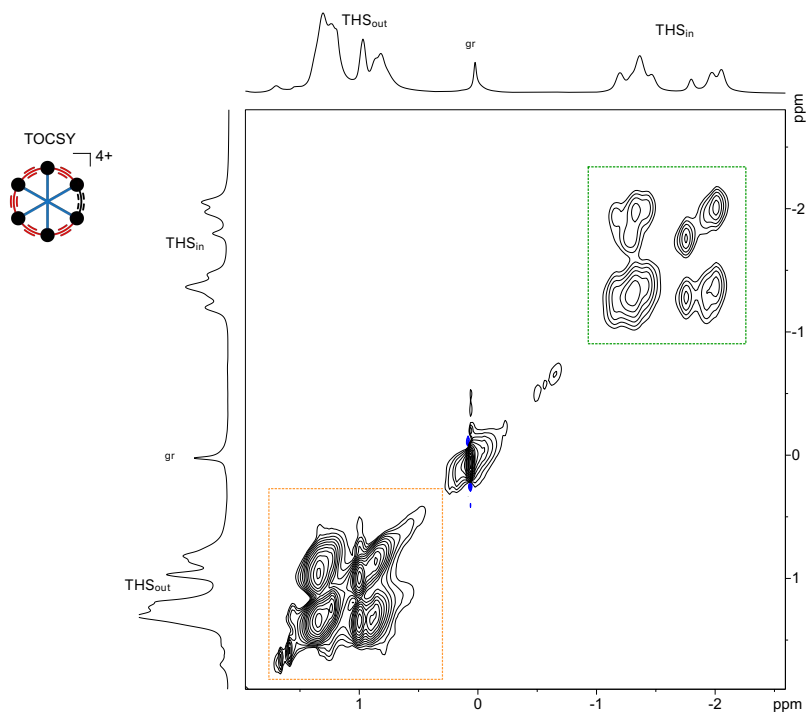 THSout
gr
THSin
ppm
TOCSY
4+
-2
THSin
-1
gr
0
THSout
1
1
0
-1
-2
ppm